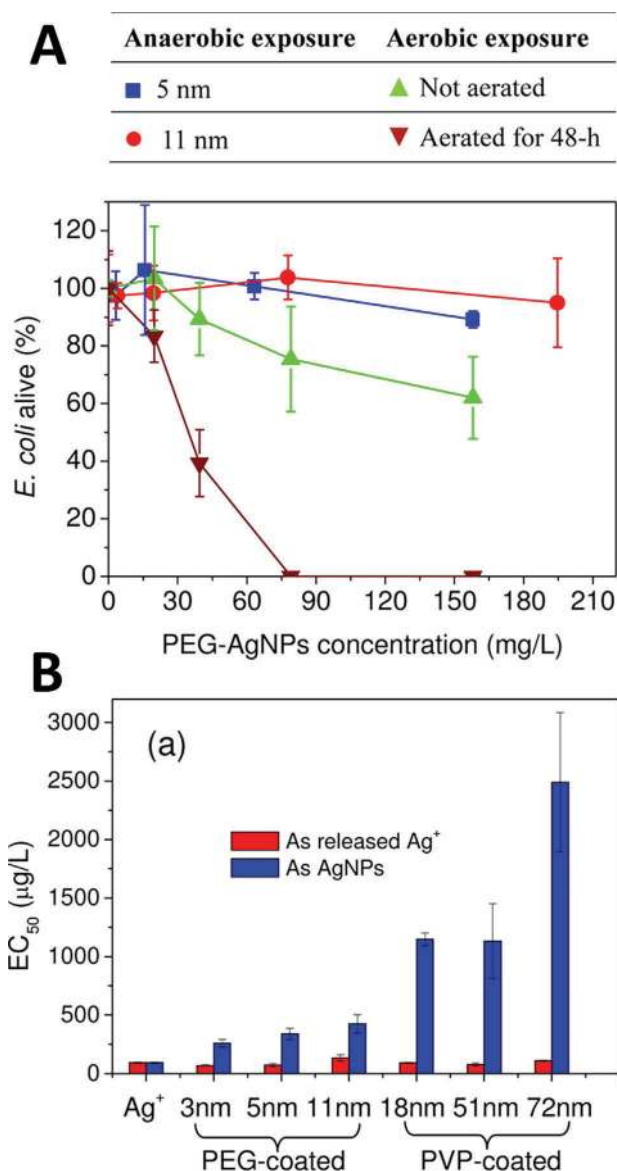 A
Anaerobic exposure Aerobic exposure
5 nm Not aerated
11 nm Aerated for 48-h
120
100
80
60
40
20
0
E. coli alive (%)
0 30 60 90 120 150 180 210
PEG-AgNPs concentration (mg/L)
B
(a)
3000
2500
2000
1500
1000
500
0
EC₅₀ (µg/L)
As released Ag⁺
As AgNPs
Ag⁺ 3nm 5nm 11nm 18nm 51nm 72nm
PEG-coated PVP-coated